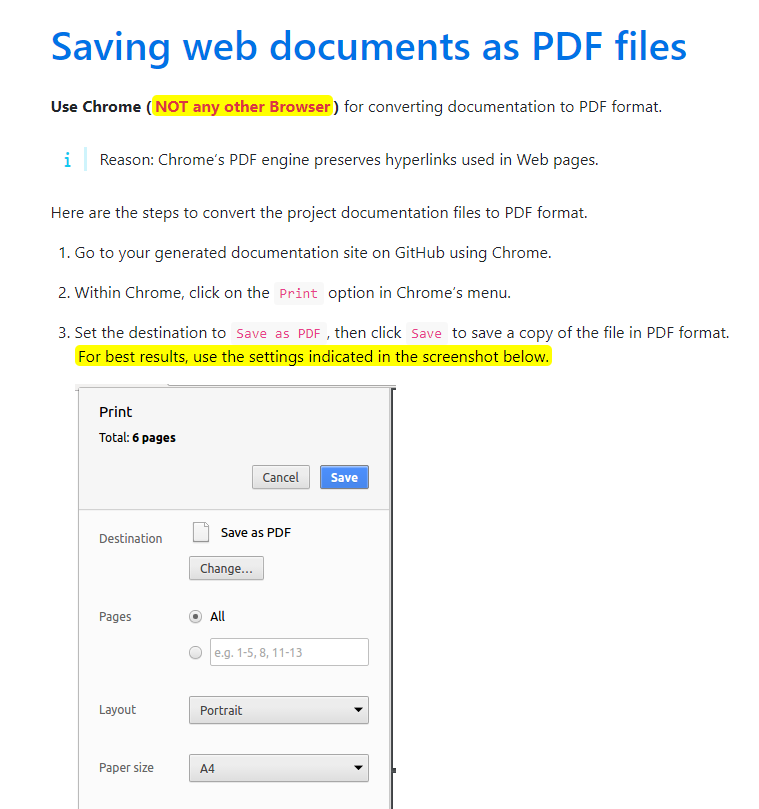 Saving web documents as PDF files
Use Chrome (NOT any other Browser) for converting documentation to PDF format.
i Reason: Chrome’s PDF engine preserves hyperlinks used in Web pages.
Here are the steps to convert the project documentation files to PDF format.
1. Go to your generated documentation site on GitHub using Chrome.
2. Within Chrome, click on the Print option in Chrome’s menu.
3. Set the destination to Save as PDF , then click Save to save a copy of the file in PDF format.
For best results, use the settings indicated in the screenshot below.
Print
Total: 6 pages
Cancel Save
Destination Save as PDF
Change...
Pages All
e.g. 1-5, 8, 11-13
Layout Portrait
Paper size A4